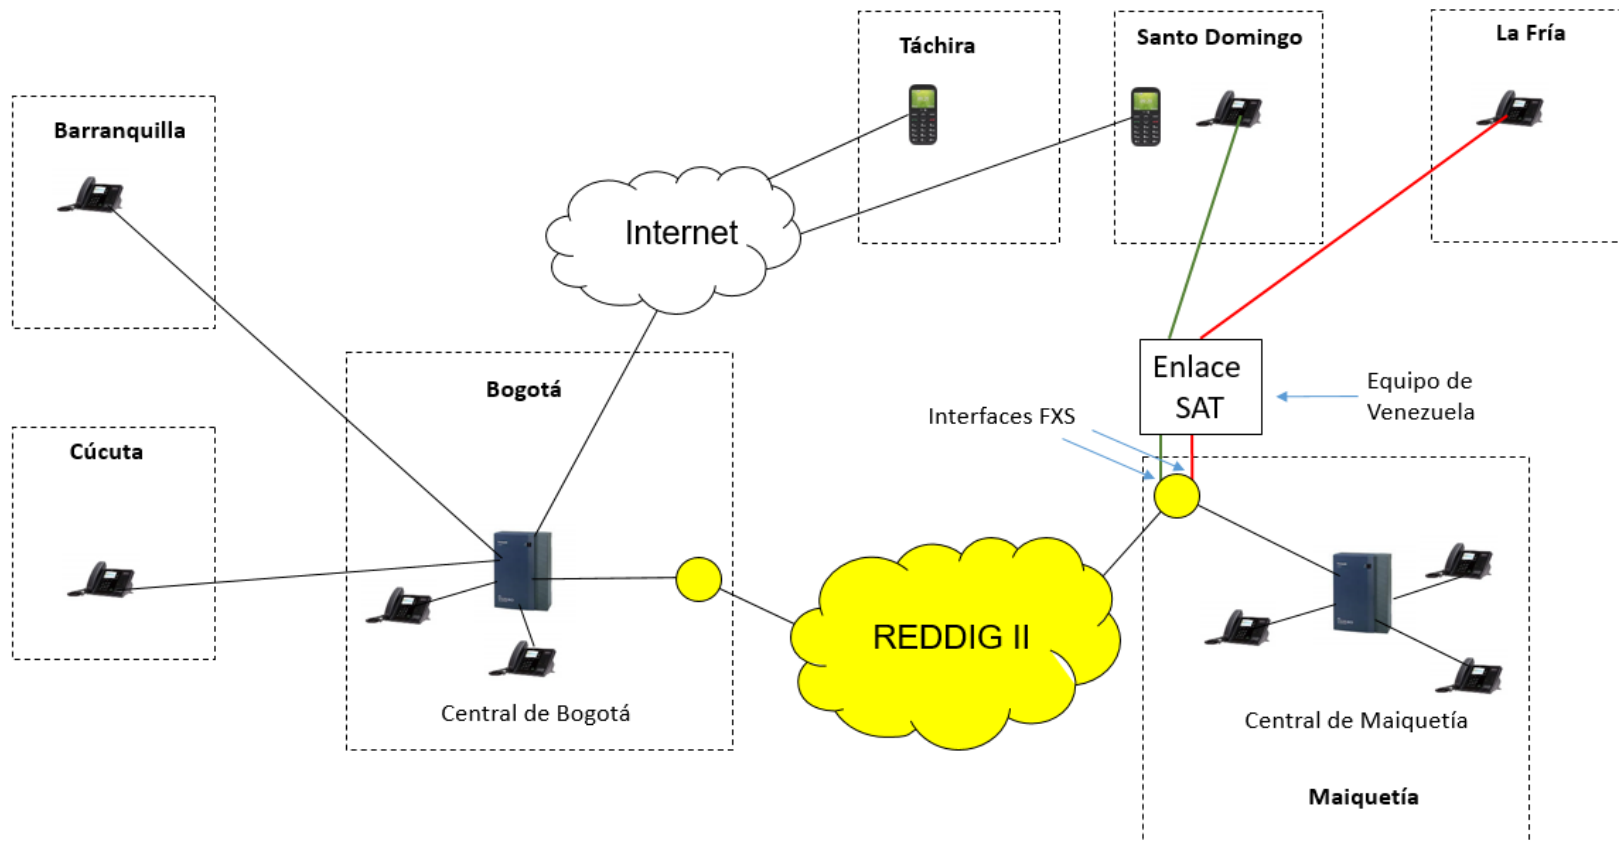 Táchira
Santo Domingo
La Fría
Barranquilla
Internet
Bogotá
Enlace
SAT
Equipo de
Venezuela
Interfaces FXS
Cúcuta
REDDIG II
Central de Bogotá
Central de Maiquetía
Maiquetía